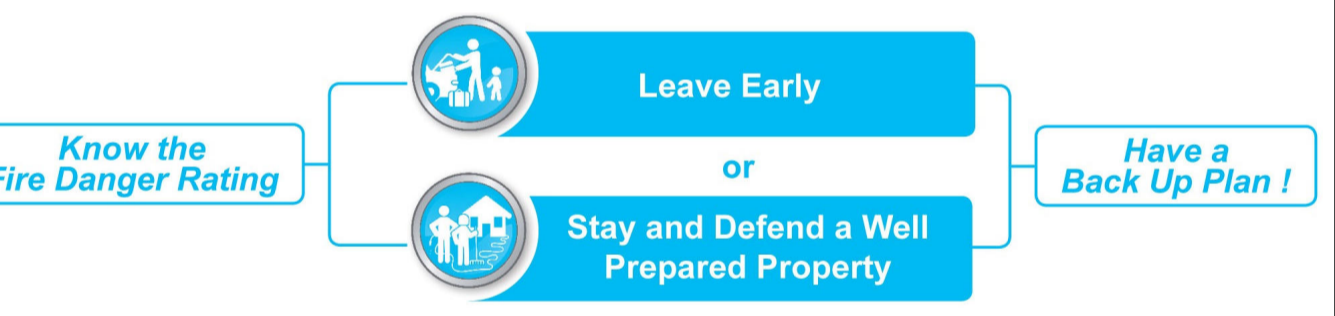 Know the
Fire Danger Rating
Leave Early
or
Stay and Defend a Well
Prepared Property
Have a
Back Up Plan !